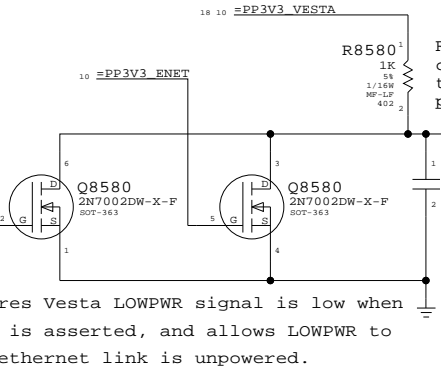 18 10 =PP3V3_VESTA
R8580 1
1K
5%
1/16W
MF-LF
402
2
10 =PP3V3_ENET
6
3
D
D
1
Q8580
Q8580
2N7002DW-X-F
2N7002DW-X-F
SOT-363
SOT-363
2 G S
5 G S
2
1
4
res Vesta LOWPWR signal is low when
is asserted, and allows LOWPWR to
ethernet link is unpowered.